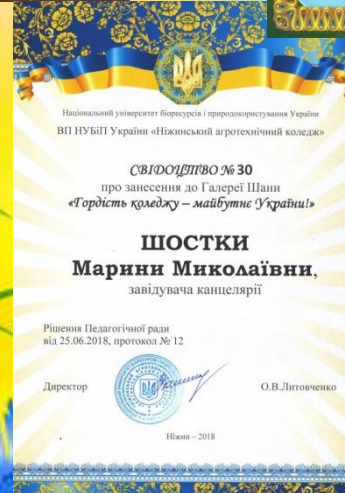 Національний університет біоресурсів і природокористування України
ВП НУБіП України «Ніжинський агротехнічний коледж»
СВІДОЦТВО № 30
про занесення до Галереї Шани
«Гордість коледжу – майбутнє України!»
ШОСТКИ
Марини Миколаївни,
завідувача канцелярії
Рішення Педагогічної ради
від 25.06.2018, протокол № 12
Директор О.В.Литовченко
Ніжин – 2018